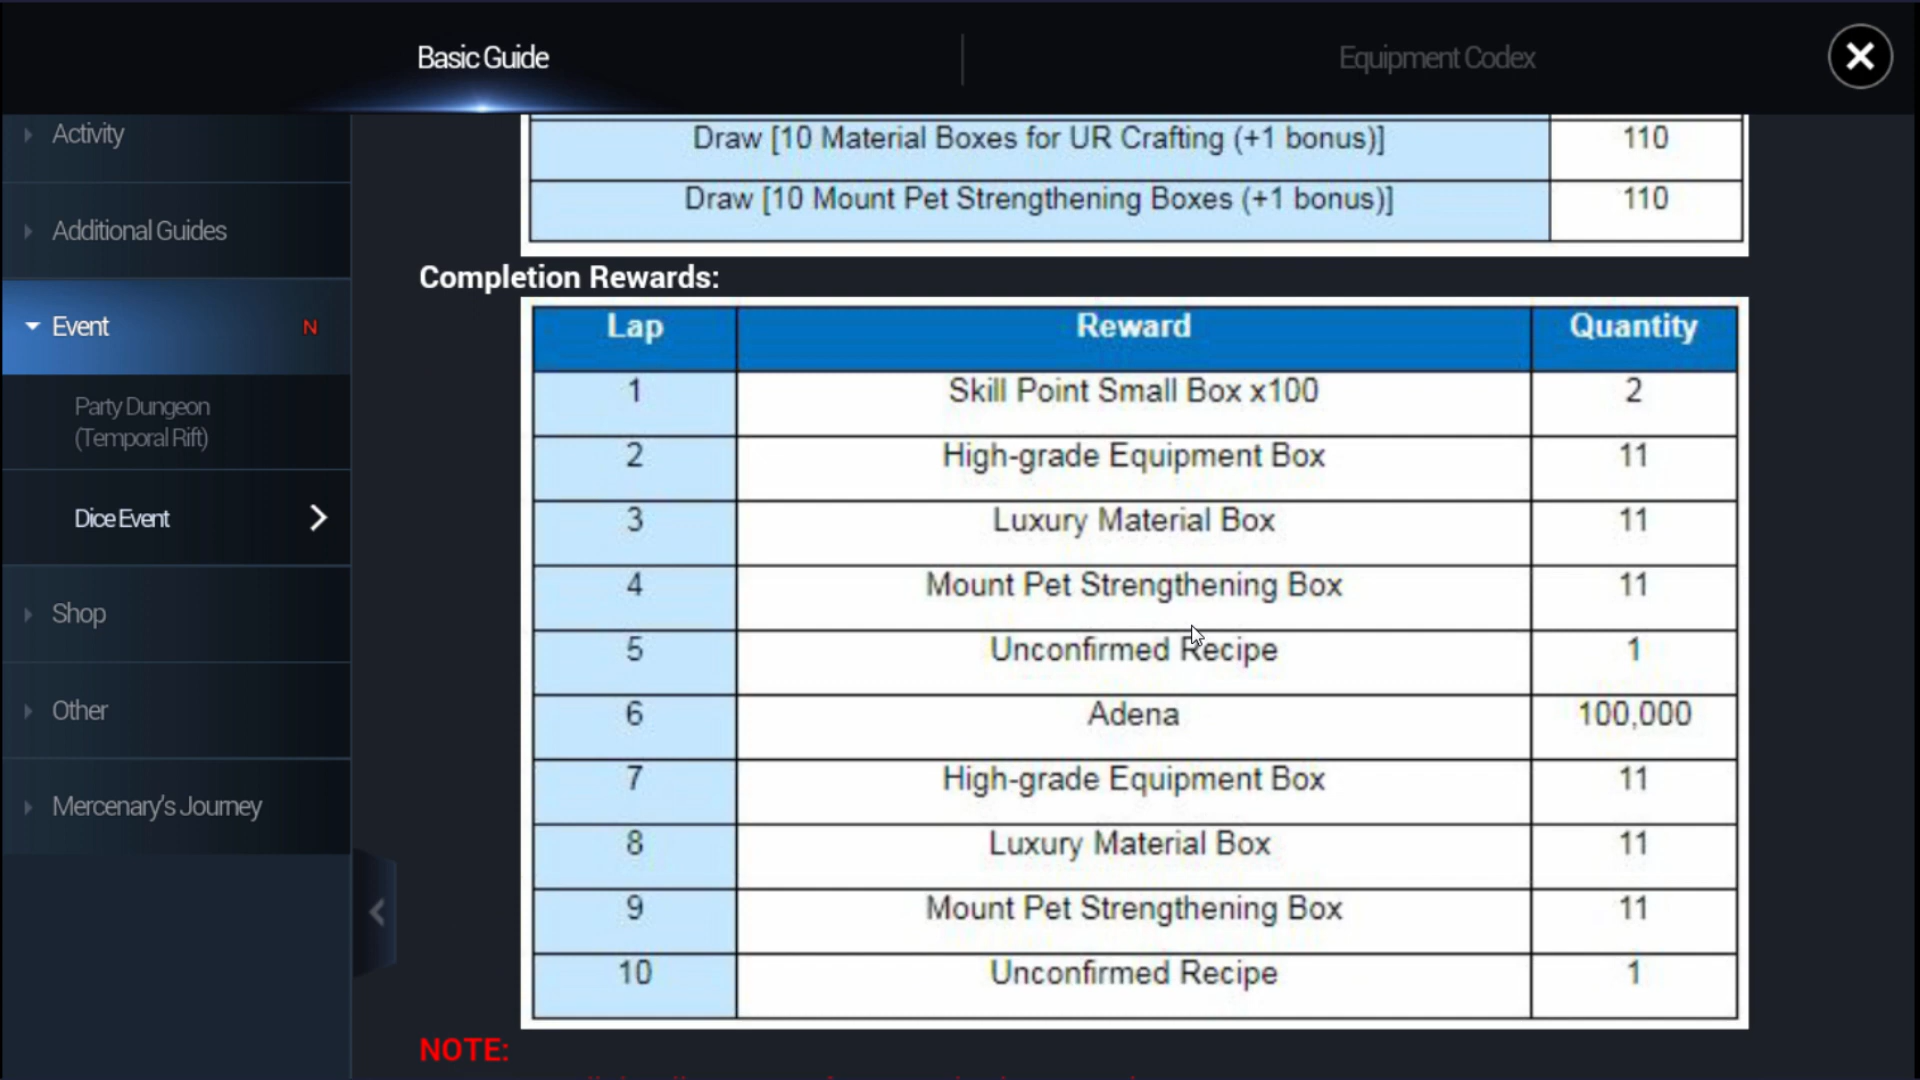 Basic Guide
Equipment Codex
Activity
Additional Guides
Event N
Party Dungeon
(Temporal Rift)
Dice Event
Shop
Other
Mercenary's Journey
Draw [10 Material Boxes for UR Crafting (+1 bonus)] 110
Draw [10 Mount Pet Strengthening Boxes (+1 bonus)] 110
Completion Rewards:
Lap Reward Quantity
1 Skill Point Small Box x100 2
2 High-grade Equipment Box 11
3 Luxury Material Box 11
4 Mount Pet Strengthening Box 11
5 Unconfirmed Recipe 1
6 Adena 100,000
7 High-grade Equipment Box 11
8 Luxury Material Box 11
9 Mount Pet Strengthening Box 11
10 Unconfirmed Recipe 1
NOTE: